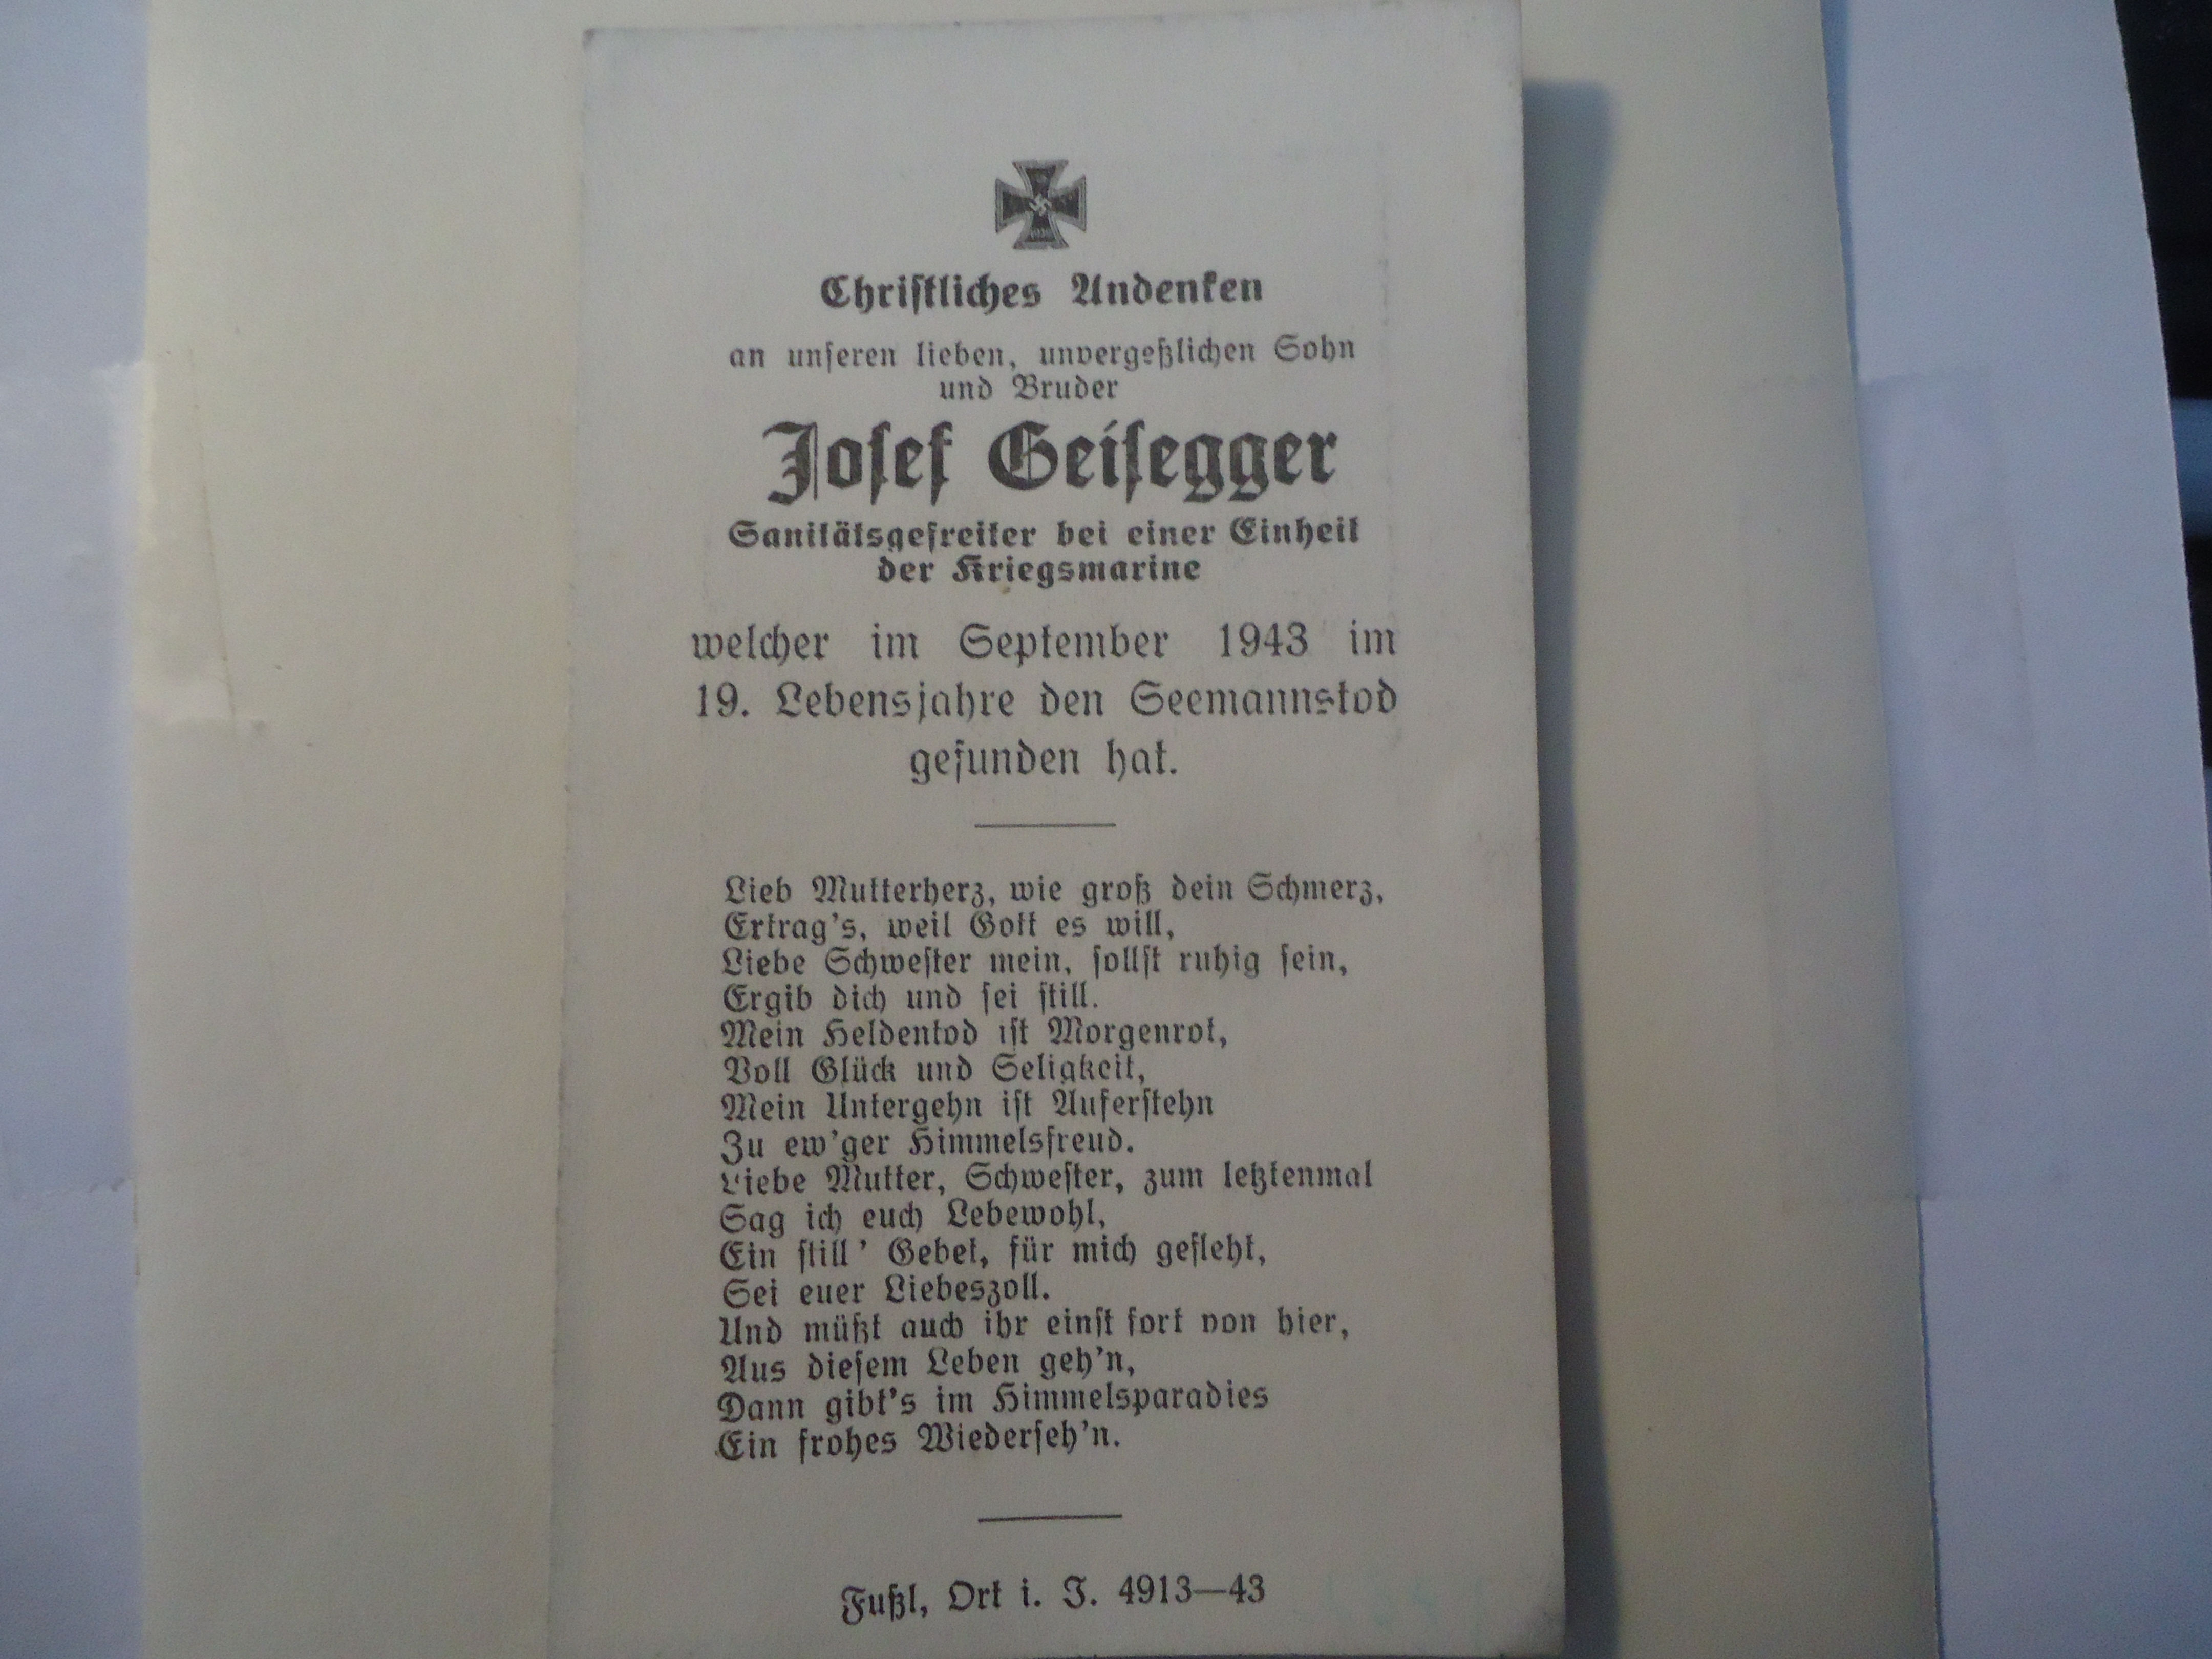 Christliches Andenken
an unseren lieben, unvergeßlichen Sohn
und Bruder
Josef Geisegger
Sanitätsgefreiter bei einer Einheit
der Kriegsmarine
welcher im September 1943 im
19. Lebensjahre den Seemannstod
gefunden hat.
Lieb Mutterherz, wie groß dein Schmerz,
Ertrag's, weil Gott es will,
Liebe Schwester mein, sollst ruhig sein,
Ergib dich und sei still.
Mein Heldentod ist Morgenrot,
Voll Glück und Seligkeit,
Mein Untergehn ist Auferstehn
Zu ew'ger Himmelsfreud.
Liebe Mutter, Schwester, zum letztenmal
Sag ich euch Lebewohl,
Ein still' Gebet, für mich gefleht,
Sei euer Liebeszoll.
Und müßt auch ihr einst fort von hier,
Aus diesem Leben geh'n,
Dann gibt's im Himmelsparadies
Ein frohes Wiederseh'n.
Fußl, Ort i. I. 4913—43